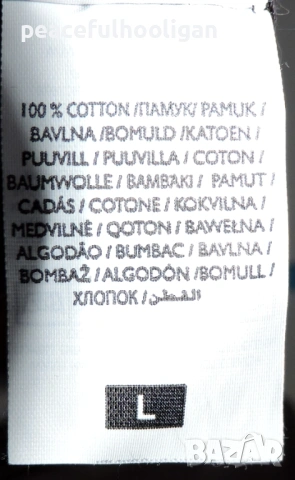 peacefulhooligan
100 % COTTON /ПАМУК/ PAMUK /
BAVLNA /BOMULD /KATOEN /
PUUVILL / PUUVILLA / COTON /
BAUMWOLLE / BAMBAKI / PAMUT /
CADÁS / COTONE / KOKVILNA /
MEDVILNĖ / QOTON / BAWEŁNA /
ALGODÃO / BUMBAC / BAVLNA /
BOMBAŽ / ALGODÓN /BOMULL /
ХЛОПОК / القطن /
L
BAZAR